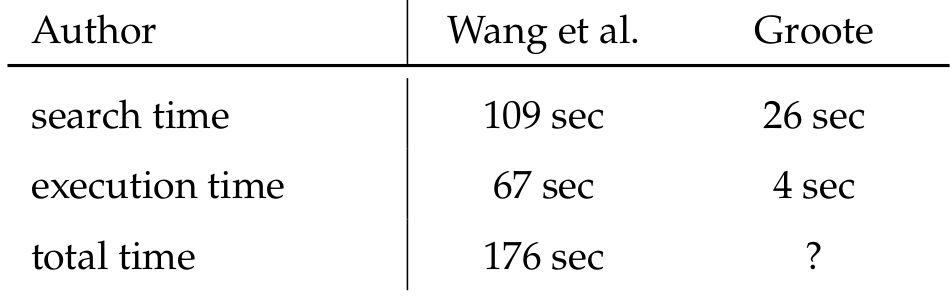 Author Wang et al. Groote
search time 109 sec 26 sec
execution time 67 sec 4 sec
total time 176 sec ?